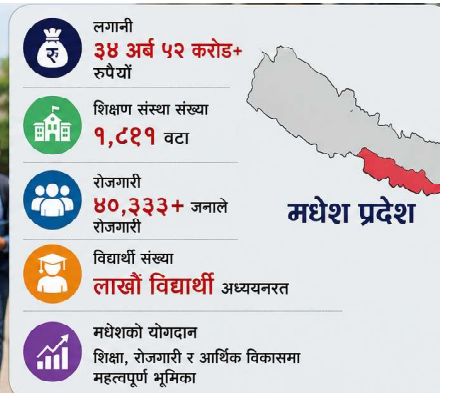 लगानी
३४ अर्ब ५२ करोड+
रुपैयाँ
शिक्षण संस्था संख्या
१,८११ वटा
रोजगारी
४०,३३३+ जनाले
रोजगारी
विद्यार्थी संख्या
लाखौं विद्यार्थी अध्ययनरत
मधेशको योगदान
शिक्षा, रोजगारी र आर्थिक विकासमा
महत्वपूर्ण भूमिका
रु
मधेश प्रदेश